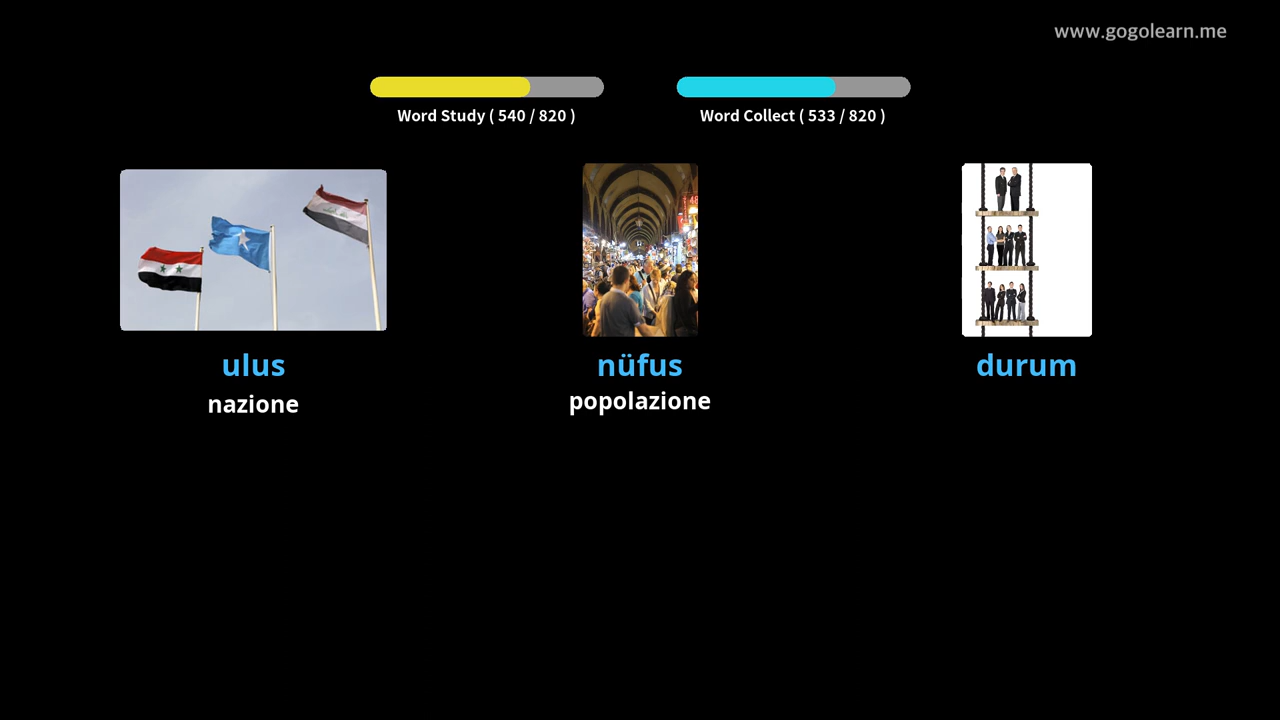 www.gogolearn.me
Word Study ( 540 / 820 )
Word Collect ( 533 / 820 )
ulus
nazione
nüfus
popolazione
durum